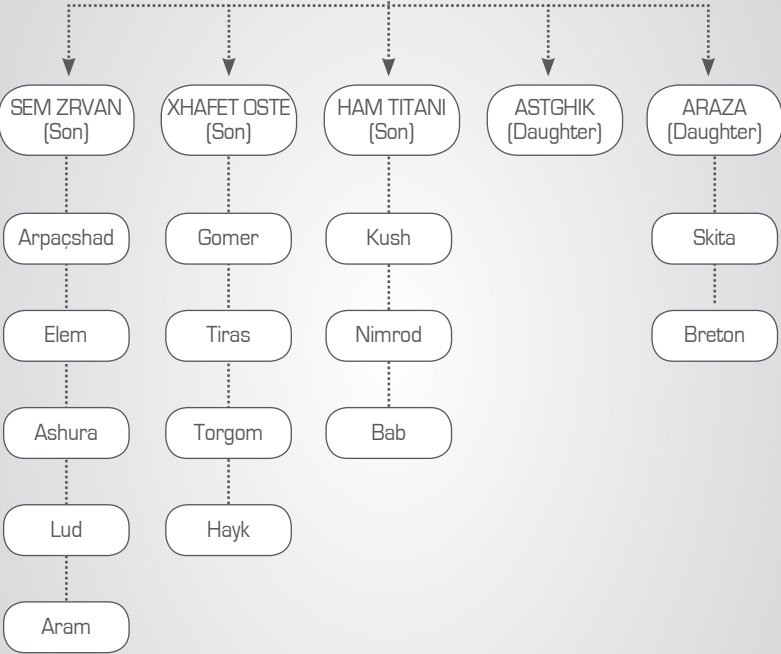 SEM ZRVAN
(Son)
XHAFET OSTE
(Son)
HAM TITANI
(Son)
ASTGHIK
(Daughter)
ARAZA
(Daughter)
Arpaçshad
Gomer
Kush
Skita
Elem
Tiras
Nimrod
Breton
Ashura
Torgom
Bab
Lud
Hayk
Aram